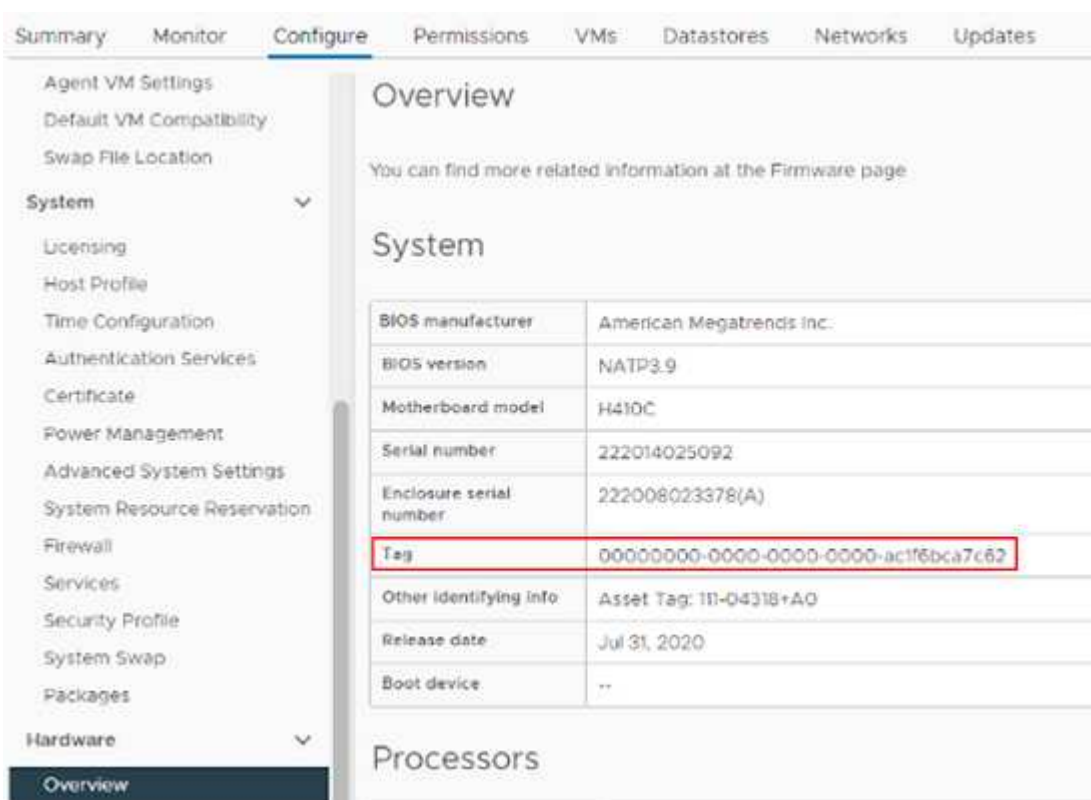 Summary Monitor Configure Permissions VMs Datastores Networks Updates
Agent VM Settings
Default VM Compatibility
Swap File Location
System
Licensing
Host Profile
Time Configuration
Authentication Services
Certificate
Power Management
Advanced System Settings
System Resource Reservation
Firewall
Services
Security Profile
System Swap
Packages
Hardware
Overview
Overview
You can find more related information at the Firmware page
System
BIOS manufacturer American Megatrends Inc.
BIOS version NATP3.9
Motherboard model H410C
Serial number 222014025092
Enclosure serial
number 222008023378(A)
Tag 00000000-0000-0000-0000-ac1f6bca7c62
Other identifying info Asset Tag: 111-04318+A0
Release date Jul 31, 2020
Boot device --
Processors